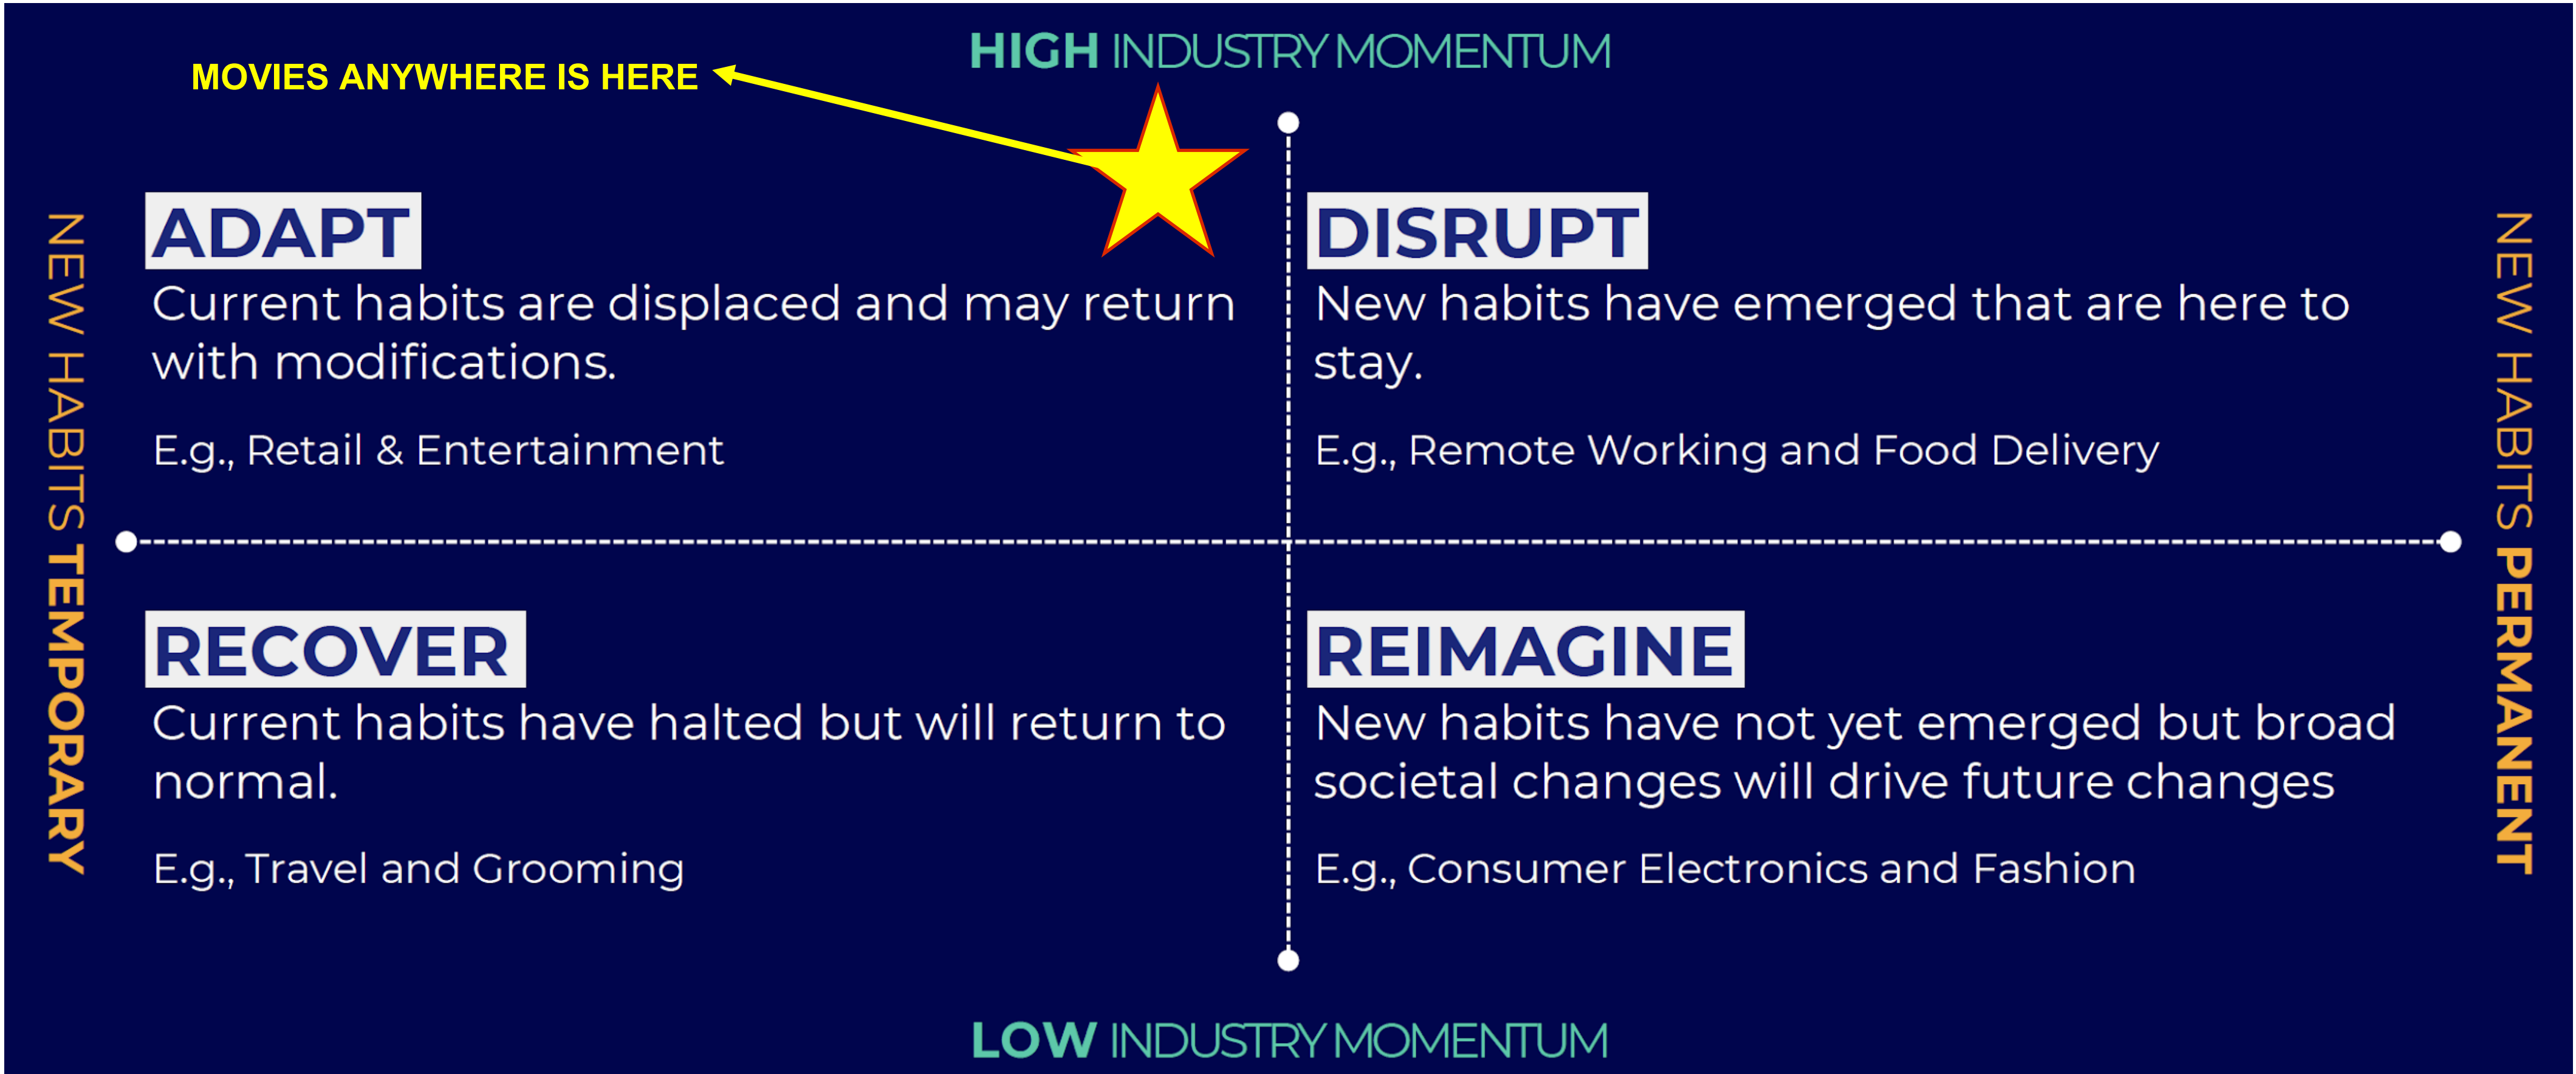 HIGH INDUSTRY MOMENTUM
MOVIES ANYWHERE IS HERE
NEW HABITS TEMPORARY
ADAPT
Current habits are displaced and may return
with modifications.
E.g., Retail & Entertainment
DISRUPT
New habits have emerged that are here to
stay.
E.g., Remote Working and Food Delivery
NEW HABITS PERMANENT
RECOVER
Current habits have halted but will return to
normal.
E.g., Travel and Grooming
REIMAGINE
New habits have not yet emerged but broad
societal changes will drive future changes
E.g., Consumer Electronics and Fashion
LOW INDUSTRY MOMENTUM